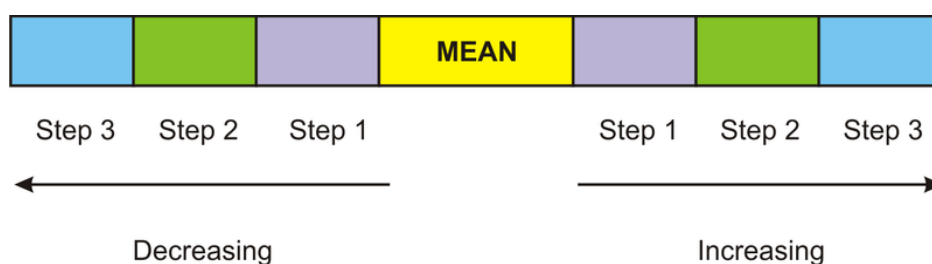 MEAN
Step 3 Step 2 Step 1 Step 1 Step 2 Step 3
Decreasing Increasing